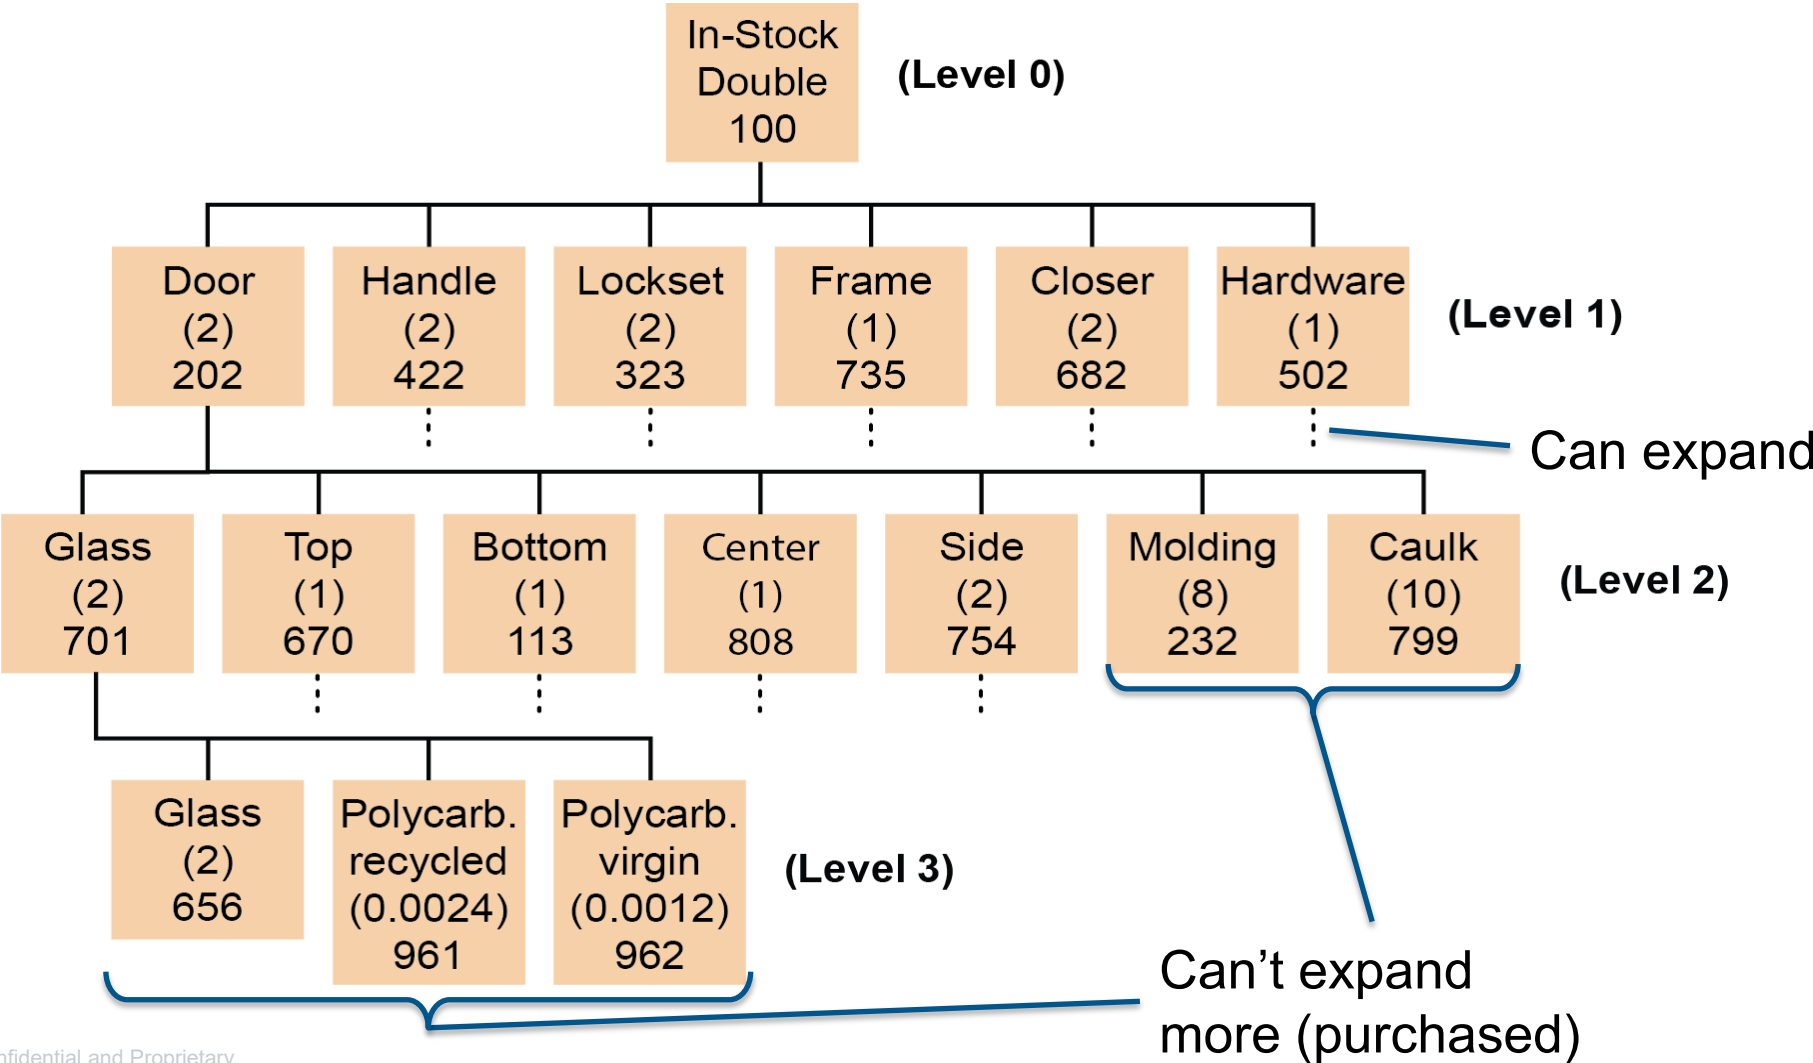 In-Stock
Double
100
(Level 0)
Door
(2)
202
Handle
(2)
422
Lockset
(2)
323
Frame
(1)
735
Closer
(2)
682
Hardware
(1)
502
(Level 1)
Can expand
Glass
(2)
701
Top
(1)
670
Bottom
(1)
113
Center
(1)
808
Side
(2)
754
Molding
(8)
232
Caulk
(10)
799
(Level 2)
Glass
(2)
656
Polycarb.
recycled
(0.0024)
961
Polycarb.
virgin
(0.0012)
962
(Level 3)
Can’t expand
more (purchased)
nfidential and Proprietary